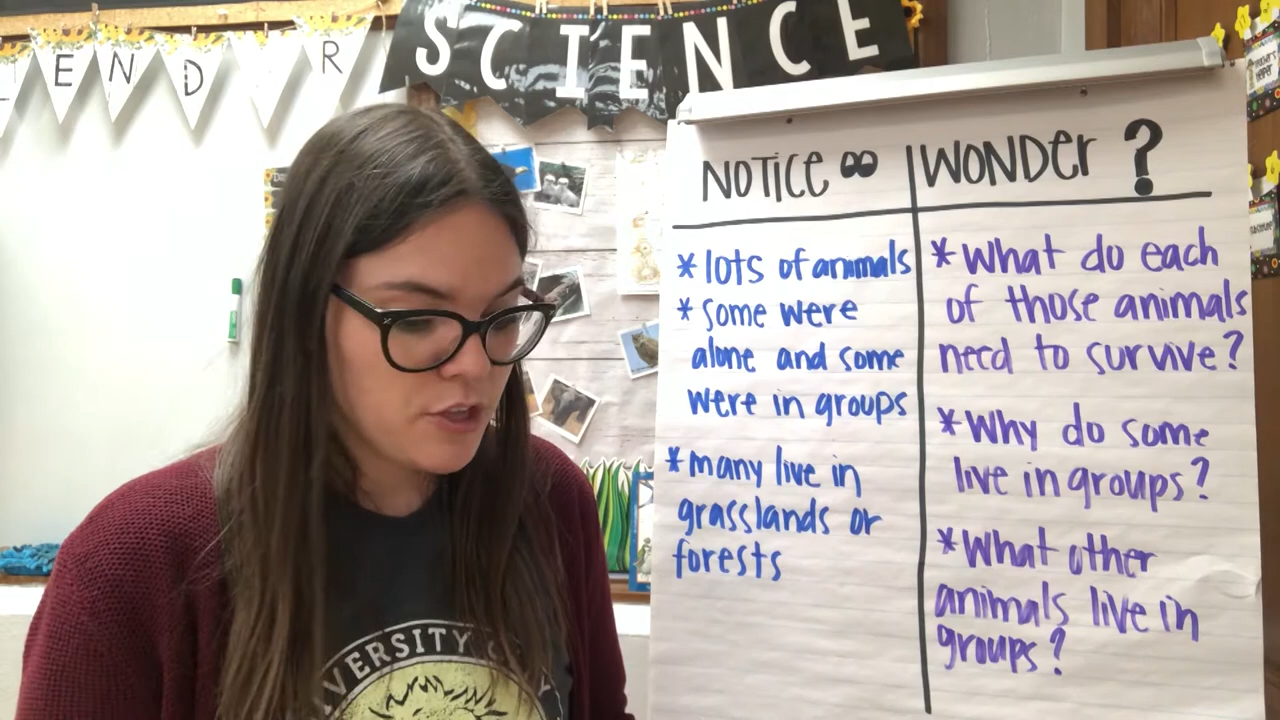 END R
SCIENCE
NOTICE
WONDER ?
*lots of animals
*some were
alone and some
were in groups
*many live in
grasslands or
forests
*What do each
of those animals
need to survive?
*Why do some
live in groups?
*What other
animals live in
groups?
VERSITY